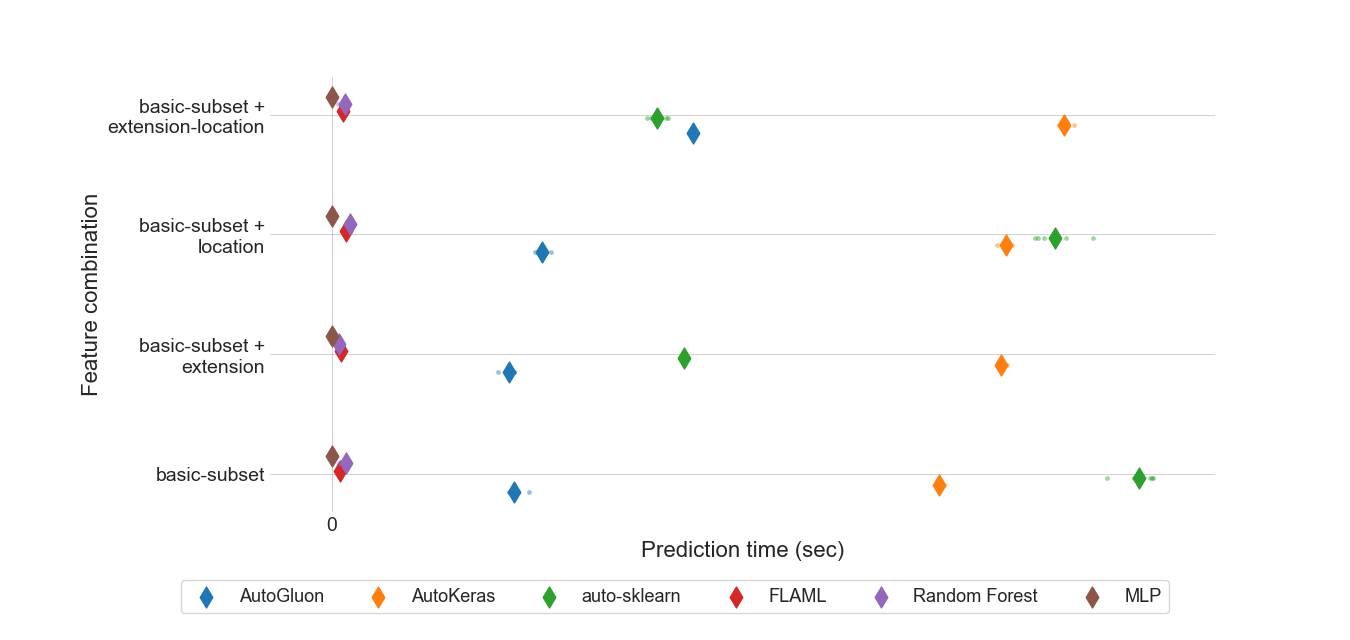 basic-subset +
extension-location
basic-subset +
location
basic-subset +
extension
basic-subset
Feature combination
0
Prediction time (sec)
AutoGluon
AutoKeras
auto-sklearn
FLAML
Random Forest
MLP